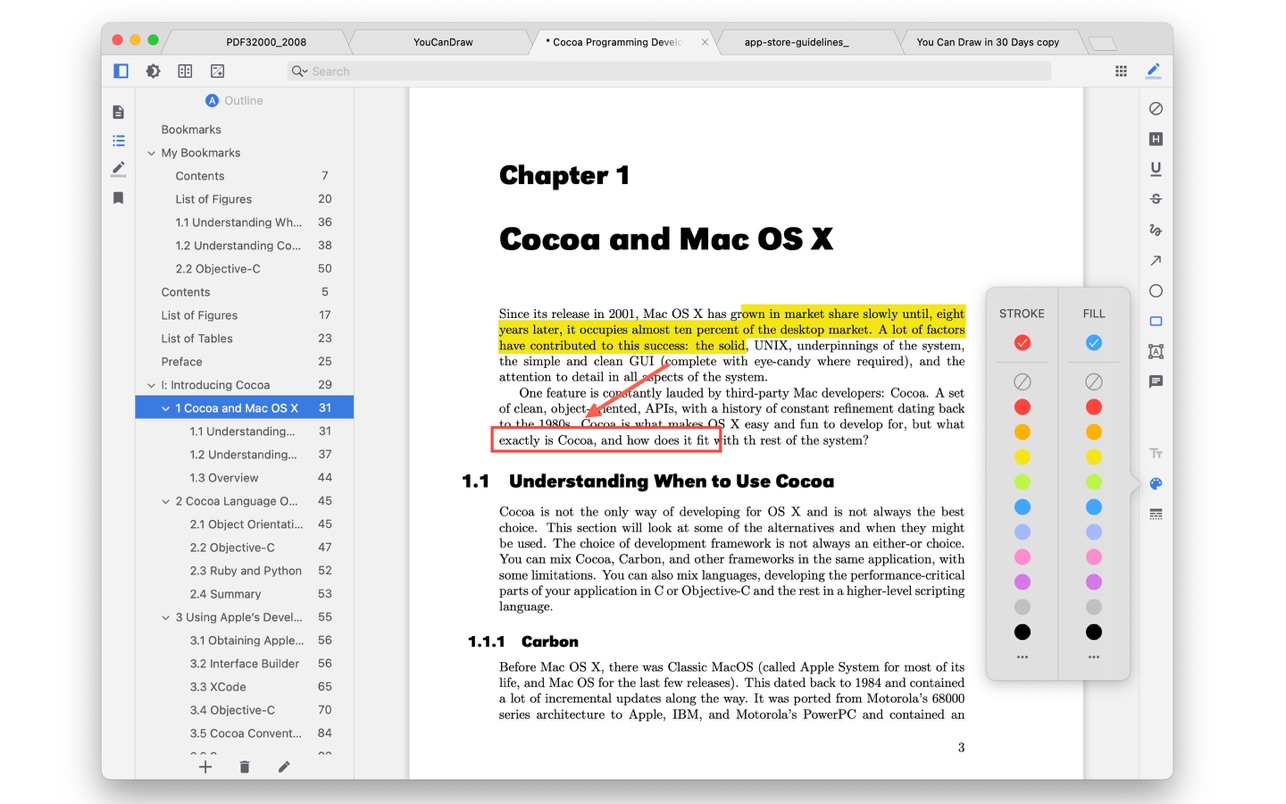 PDF32000_2008
YouCanDraw
* Cocoa Programming Develo
app-store-guidelines_
You Can Draw in 30 Days copy
Search
A Outline
Bookmarks
My Bookmarks
Contents 7
List of Figures 20
1.1 Understanding Wh... 36
1.2 Understanding Co... 38
2.2 Objective-C 50
Contents 5
List of Figures 17
List of Tables 23
Preface 25
I: Introducing Cocoa 29
1 Cocoa and Mac OS X 31
1.1 Understanding... 31
1.2 Understanding... 37
1.3 Overview 44
2 Cocoa Language O... 45
2.1 Object Orientati... 45
2.2 Objective-C 47
2.3 Ruby and Python 52
2.4 Summary 53
3 Using Apple's Devel... 55
3.1 Obtaining Apple... 56
3.2 Interface Builder 56
3.3 XCode 65
3.4 Objective-C 70
3.5 Cocoa Convent... 84
Chapter 1
Cocoa and Mac OS X
Since its release in 2001, Mac OS X has grown in market share slowly until, eight
years later, it occupies almost ten percent of the desktop market. A lot of factors
have contributed to this success: the solid, UNIX, underpinnings of the system,
the simple and clean GUI (complete with eye-candy where required), and the
attention to detail in all aspects of the system.
One feature is constantly lauded by third-party Mac developers: Cocoa. A set
of clean, object-oriented, APIs, with a history of constant refinement dating back
to the 1980s. Cocoa is what makes OS X easy and fun to develop for, but what
exactly is Cocoa, and how does it fit with th rest of the system?
1.1 Understanding When to Use Cocoa
Cocoa is not the only way of developing for OS X and is not always the best
choice. This section will look at some of the alternatives and when they might
be used. The choice of development framework is not always an either-or choice.
You can mix Cocoa, Carbon, and other frameworks in the same application, with
some limitations. You can also mix languages, developing the performance-critical
parts of your application in C or Objective-C and the rest in a higher-level scripting
language.
1.1.1 Carbon
Before Mac OS X, there was Classic MacOS (called Apple System for most of its
life, and Mac OS for the last few releases). This dated back to 1984 and contained
a lot of incremental updates along the way. It was ported from Motorola's 68000
series architecture to Apple, IBM, and Motorola's PowerPC and contained an
3
STROKE
FILL
...
...
H
U
S
A
Tт